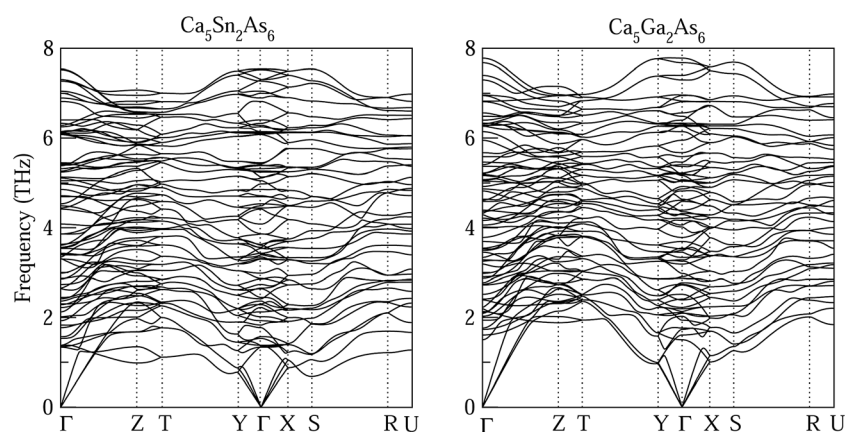 Ca₅Sn₂As₆
Ca₅Ga₂As₆
Frequency (THz)
8
6
4
2
0
Γ Z T Y Γ X S R U
8
6
4
2
0
Γ Z T Y Γ X S R U